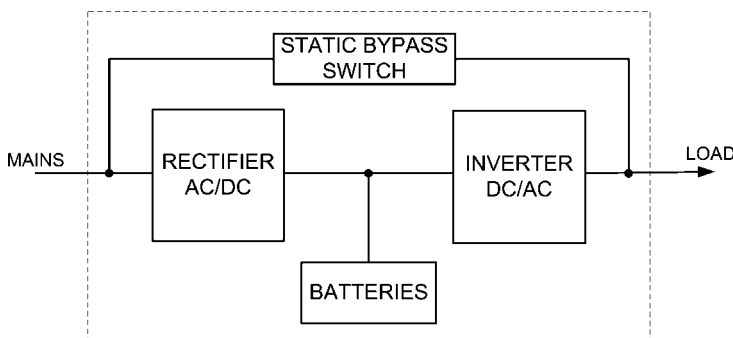 STATIC BYPASS
SWITCH
MAINS
RECTIFIER
AC/DC
INVERTER
DC/AC
LOAD
BATTERIES